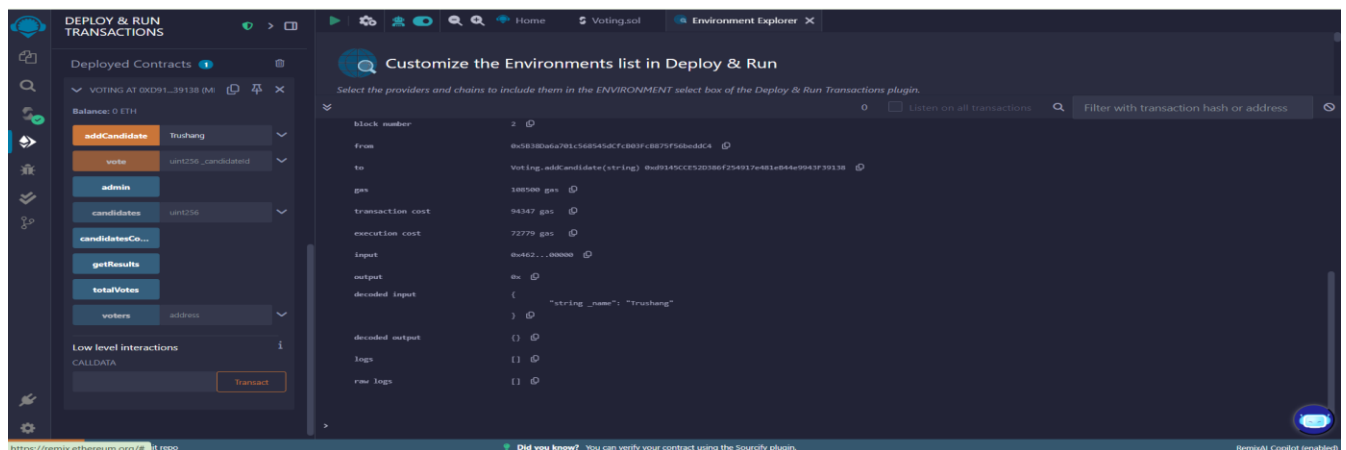 DEPLOY & RUN
TRANSACTIONS
Deployed Contracts 1
VOTING AT 0XD91...39138 (M
Balance: 0 ETH
addCandidate Trushang
vote uint256 _candidateId
admin
candidates uint256
candidatesCo...
getResults
totalVotes
voters address
Low level interactions i
CALLDATA
Transact
Home Voting.sol Environment Explorer
Customize the Environments list in Deploy & Run
Select the providers and chains to include them in the ENVIRONMENT select box of the Deploy & Run Transactions plugin.
0 Listen on all transactions Filter with transaction hash or address
block number 2
from 0x5B38Da6a701c568545dCfcB03FcB875f56beddC4
to Voting.addCandidate(string) 0xd9145CCE52D386f254917e481eB44e9943F39138
gas 108500 gas
transaction cost 94347 gas
execution cost 72779 gas
input 0x462...00000
output 0x
decoded input {
"string _name": "Trushang"
}
decoded output {}
logs []
raw logs []
>
https://remix.ethereum.org/# it repo
Did you know? You can verify your contract using the Sourcify plugin.
RemixAI Copilot (enabled)